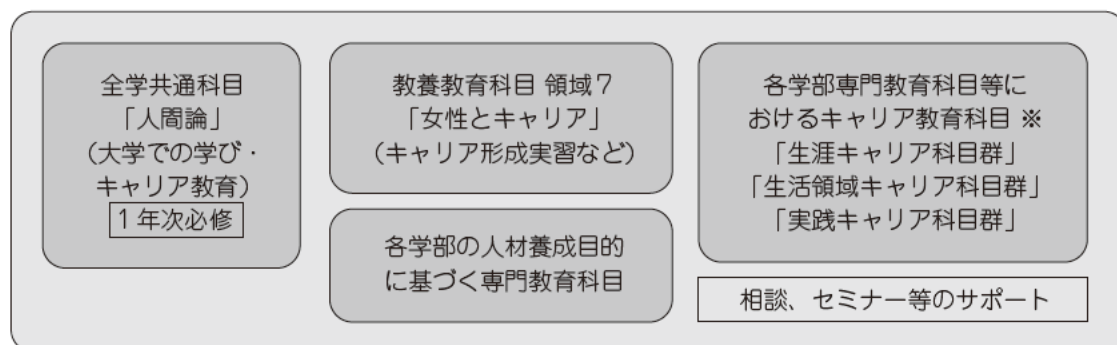 全学共通科目
「人間論」
(大学での学び・
キャリア教育)
1年次必修
教養教育科目 領域7
「女性とキャリア」
(キャリア形成実習など)
各学部の人材養成目的
に基づく専門教育科目
各学部専門教育科目等に
おけるキャリア教育科目 ※
「生涯キャリア科目群」
「生活領域キャリア科目群」
「実践キャリア科目群」
相談、セミナー等のサポート